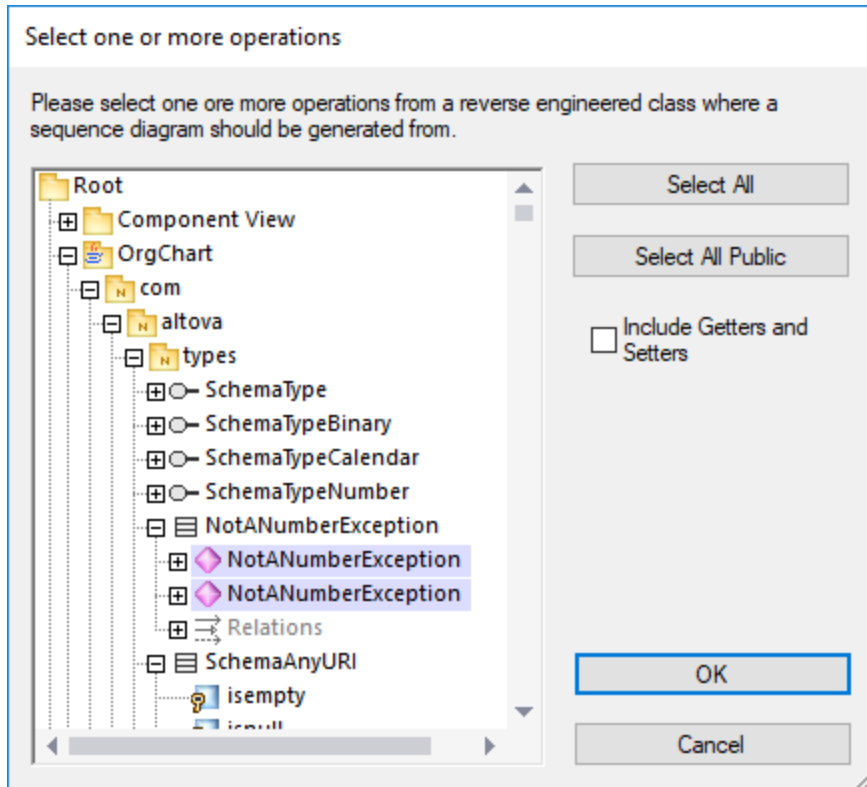 Select one or more operations
Please select one ore more operations from a reverse engineered class where a
sequence diagram should be generated from.
Root
Component View
OrgChart
com
altova
types
SchemaType
SchemaTypeBinary
SchemaTypeCalendar
SchemaTypeNumber
NotANumberException
NotANumberException
NotANumberException
Relations
SchemaAnyURI
isempty
isnull
Select All
Select All Public
Include Getters and
Setters
OK
Cancel